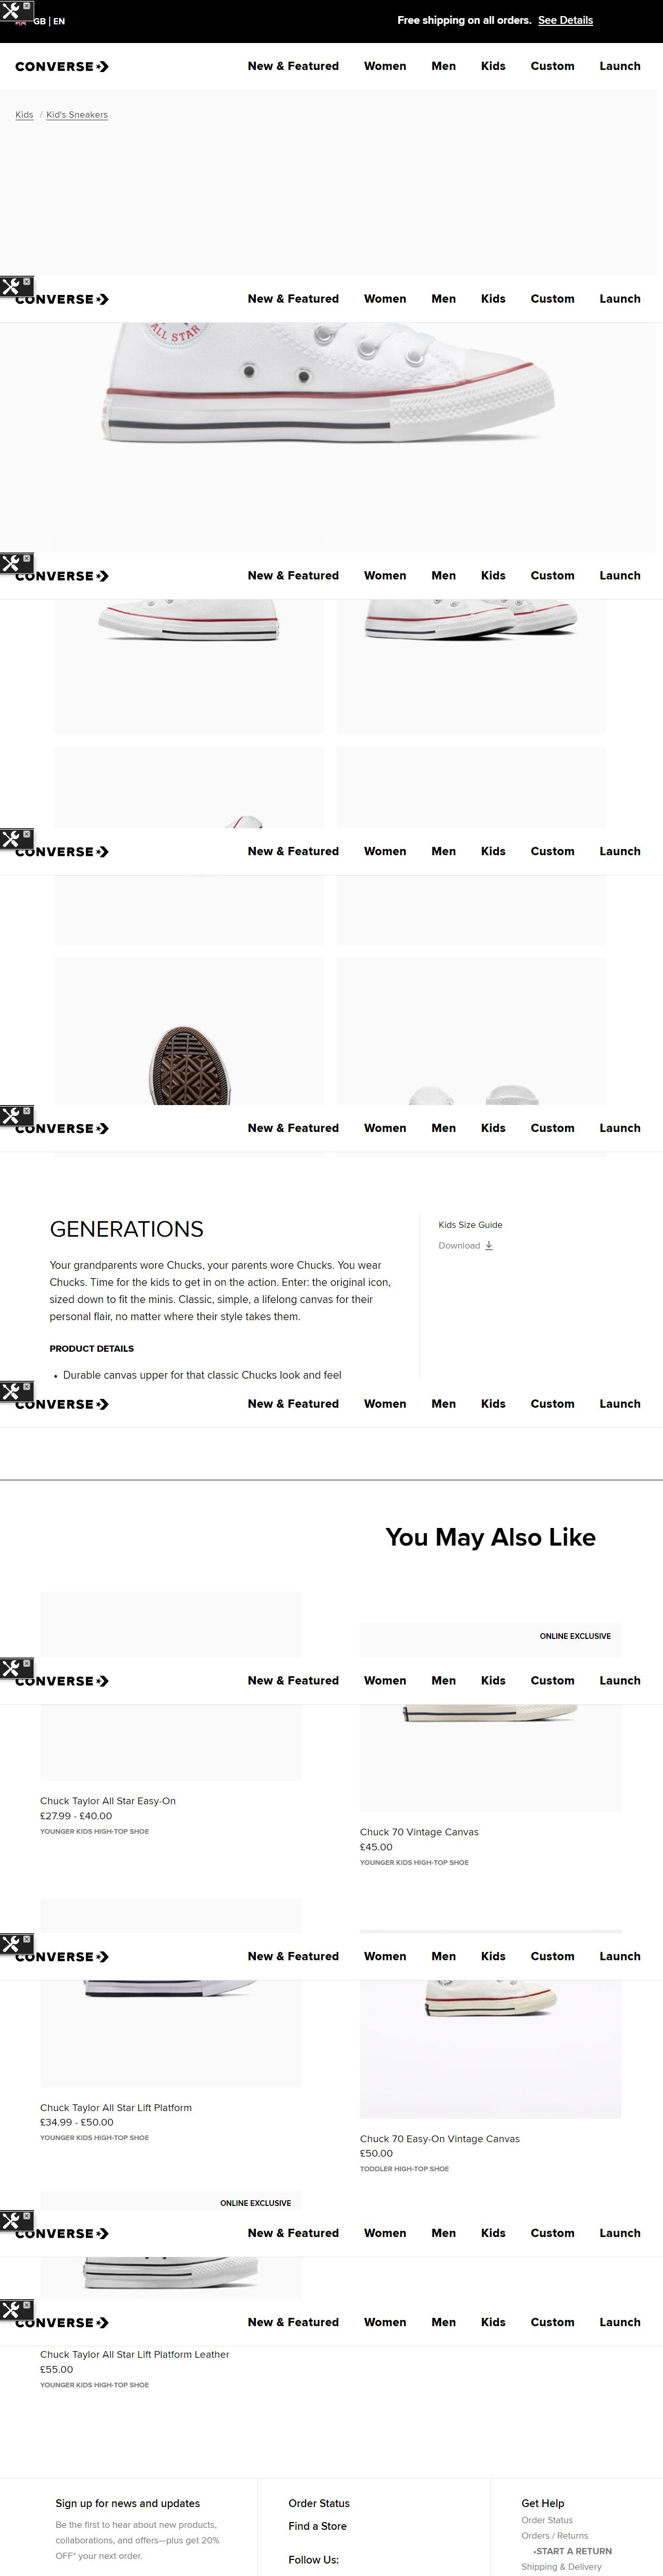 GB | EN
Free shipping on all orders. See Details
CONVERSE
New & Featured Women Men Kids Custom Launch
Kids / Kid's Sneakers
CONVERSE
New & Featured Women Men Kids Custom Launch
ALL STAR
CONVERSE
New & Featured Women Men Kids Custom Launch
CONVERSE
New & Featured Women Men Kids Custom Launch
CONVERSE
New & Featured Women Men Kids Custom Launch
GENERATIONS
Your grandparents wore Chucks, your parents wore Chucks. You wear
Chucks. Time for the kids to get in on the action. Enter: the original icon,
sized down to fit the minis. Classic, simple, a lifelong canvas for their
personal flair, no matter where their style takes them.
PRODUCT DETAILS
• Durable canvas upper for that classic Chucks look and feel
Kids Size Guide
Download
CONVERSE
New & Featured Women Men Kids Custom Launch
You May Also Like
ONLINE EXCLUSIVE
CONVERSE
New & Featured Women Men Kids Custom Launch
Chuck Taylor All Star Easy-On
£27.99 - £40.00
YOUNGER KIDS HIGH-TOP SHOE
Chuck 70 Vintage Canvas
£45.00
YOUNGER KIDS HIGH-TOP SHOE
CONVERSE
New & Featured Women Men Kids Custom Launch
Chuck Taylor All Star Lift Platform
£34.99 - £50.00
YOUNGER KIDS HIGH-TOP SHOE
Chuck 70 Easy-On Vintage Canvas
£50.00
TODDLER HIGH-TOP SHOE
ONLINE EXCLUSIVE
CONVERSE
New & Featured Women Men Kids Custom Launch
CONVERSE
New & Featured Women Men Kids Custom Launch
Chuck Taylor All Star Lift Platform Leather
£55.00
YOUNGER KIDS HIGH-TOP SHOE
Sign up for news and updates
Be the first to hear about new products,
collaborations, and offers—plus get 20%
OFF* your next order.
Order Status
Find a Store
Follow Us:
Get Help
Order Status
Orders / Returns
•START A RETURN
Shipping & Delivery